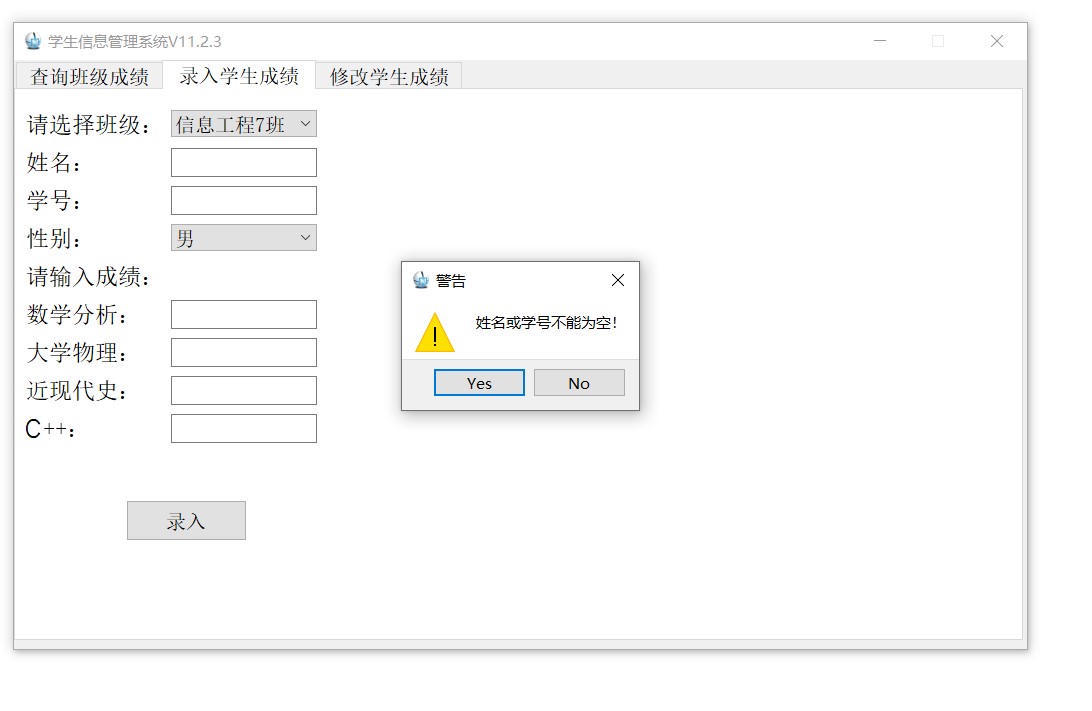 学生信息管理系统V11.2.3
查询班级成绩 录入学生成绩 修改学生成绩
请选择班级： 信息工程7班
姓名：
学号：
性别： 男
请输入成绩：
数学分析：
大学物理：
近现代史：
C++：
录入
警告
姓名或学号不能为空！
Yes No